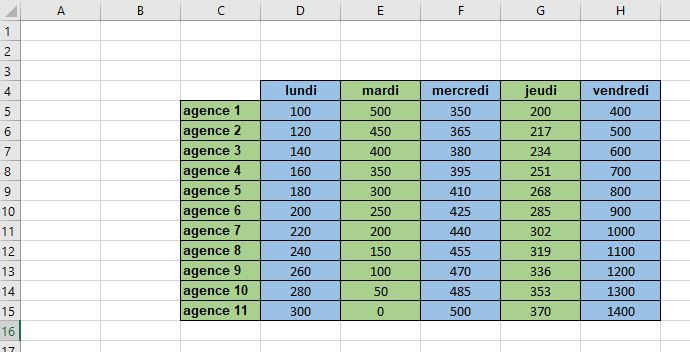 A B C D E F G H
1
2
3
4 lundi mardi mercredi jeudi vendredi
5 agence 1 100 500 350 200 400
6 agence 2 120 450 365 217 500
7 agence 3 140 400 380 234 600
8 agence 4 160 350 395 251 700
9 agence 5 180 300 410 268 800
10 agence 6 200 250 425 285 900
11 agence 7 220 200 440 302 1000
12 agence 8 240 150 455 319 1100
13 agence 9 260 100 470 336 1200
14 agence 10 280 50 485 353 1300
15 agence 11 300 0 500 370 1400
16
17